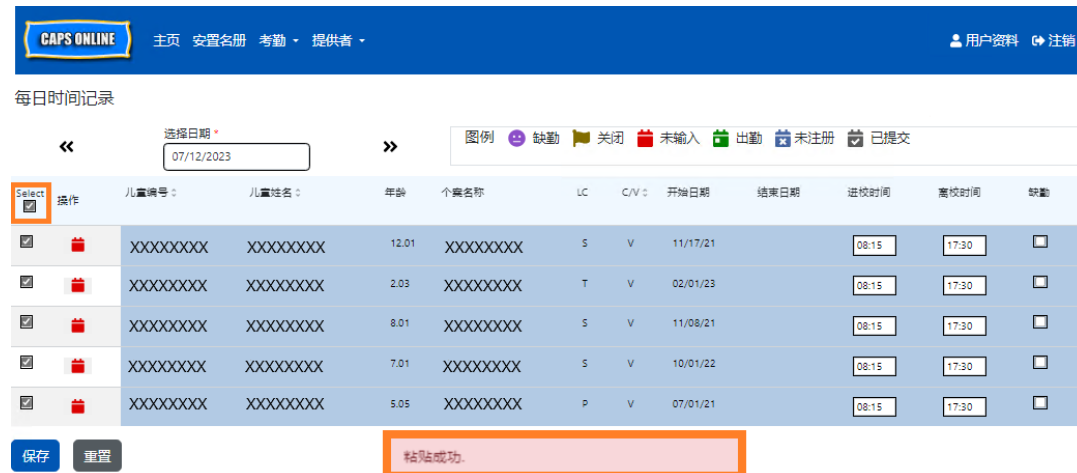 CAPS ONLINE 主页 安置名册 考勤 提供者 用户资料 注销
每日时间记录
选择日期 *
07/12/2023
图例 缺勤 关闭 未输入 出勤 未注册 已提交
Select 操作 儿童编号 儿童姓名 年龄 个案名称 LC C/V 开始日期 结束日期 进校时间 离校时间 缺勤
XXXXXXXX XXXXXXXX 12.01 XXXXXXXX S V 11/17/21 08:15 17:30
XXXXXXXX XXXXXXXX 2.03 XXXXXXXX T V 02/01/23 08:15 17:30
XXXXXXXX XXXXXXXX 8.01 XXXXXXXX S V 11/08/21 08:15 17:30
XXXXXXXX XXXXXXXX 7.01 XXXXXXXX S V 10/01/22 08:15 17:30
XXXXXXXX XXXXXXXX 5.05 XXXXXXXX P V 07/01/21 08:15 17:30
保存 重置 粘贴成功.